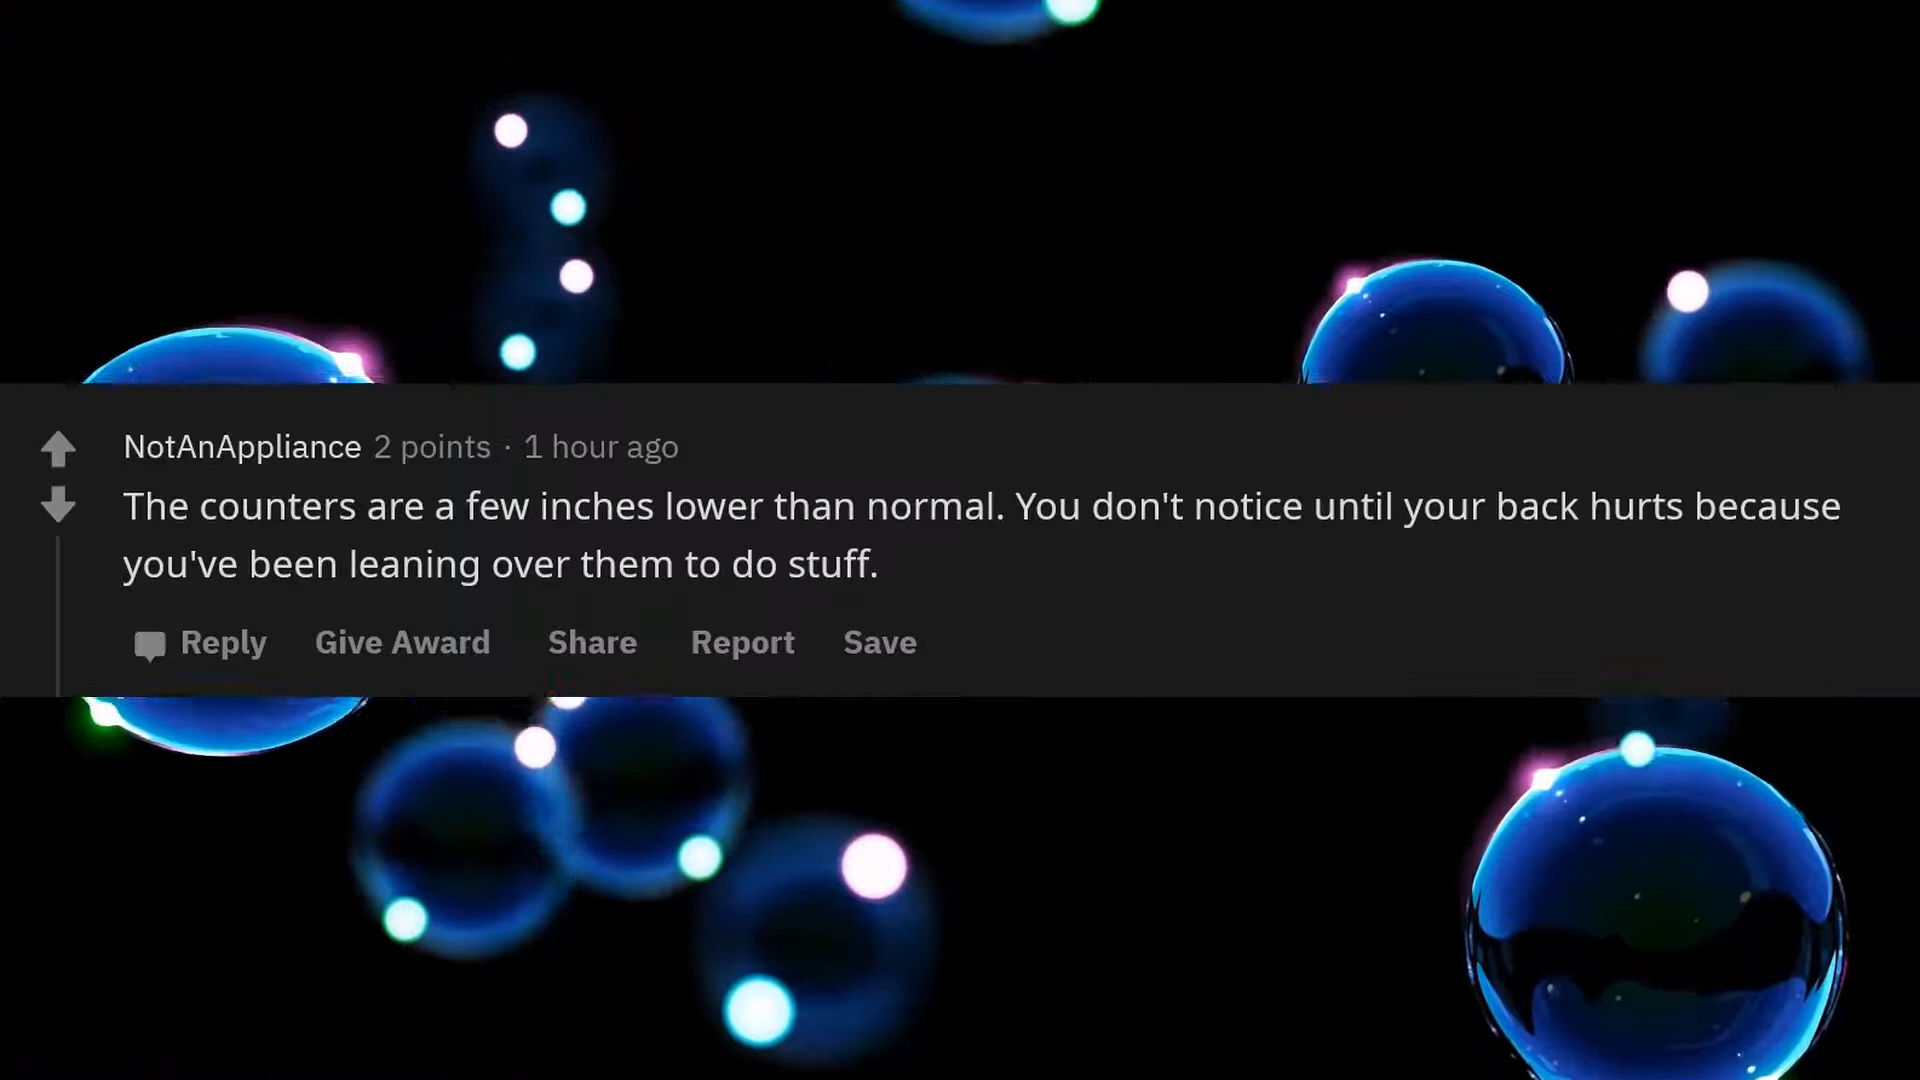 NotAnAppliance 2 points · 1 hour ago
The counters are a few inches lower than normal. You don't notice until your back hurts because
you've been leaning over them to do stuff.
Reply Give Award Share Report Save